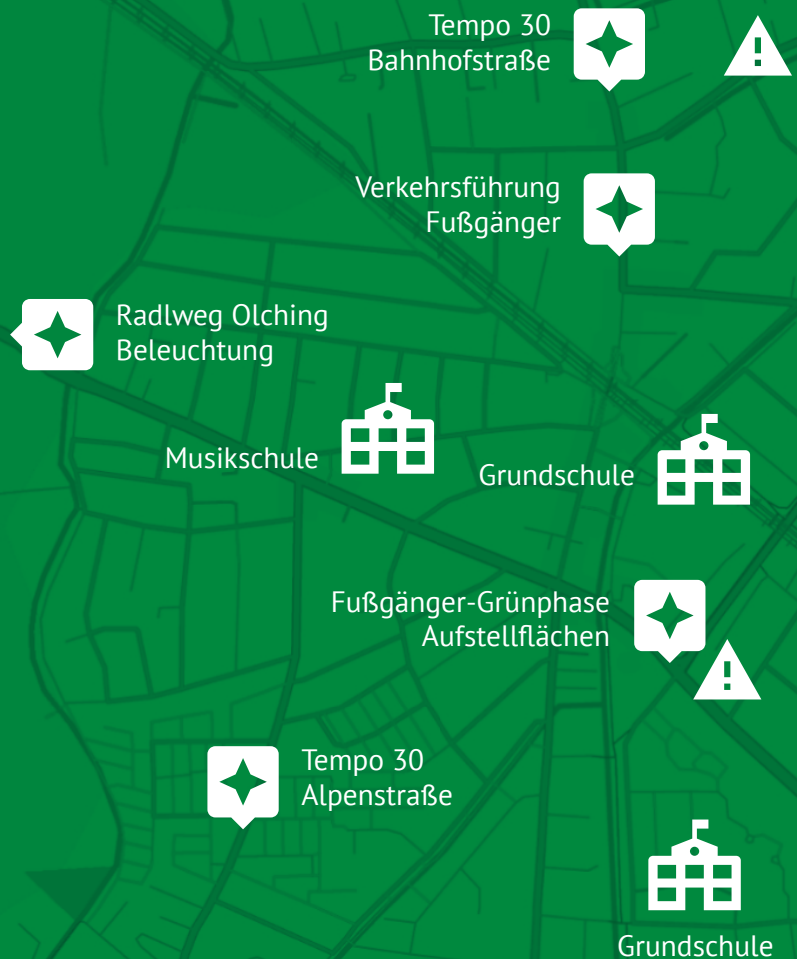 Tempo 30
Bahnhofstraße
Verkehrsführung
Fußgänger
Radlweg Olching
Beleuchtung
Musikschule
Grundschule
Fußgänger-Grünphase
Aufstellflächen
Tempo 30
Alpenstraße
Grundschule